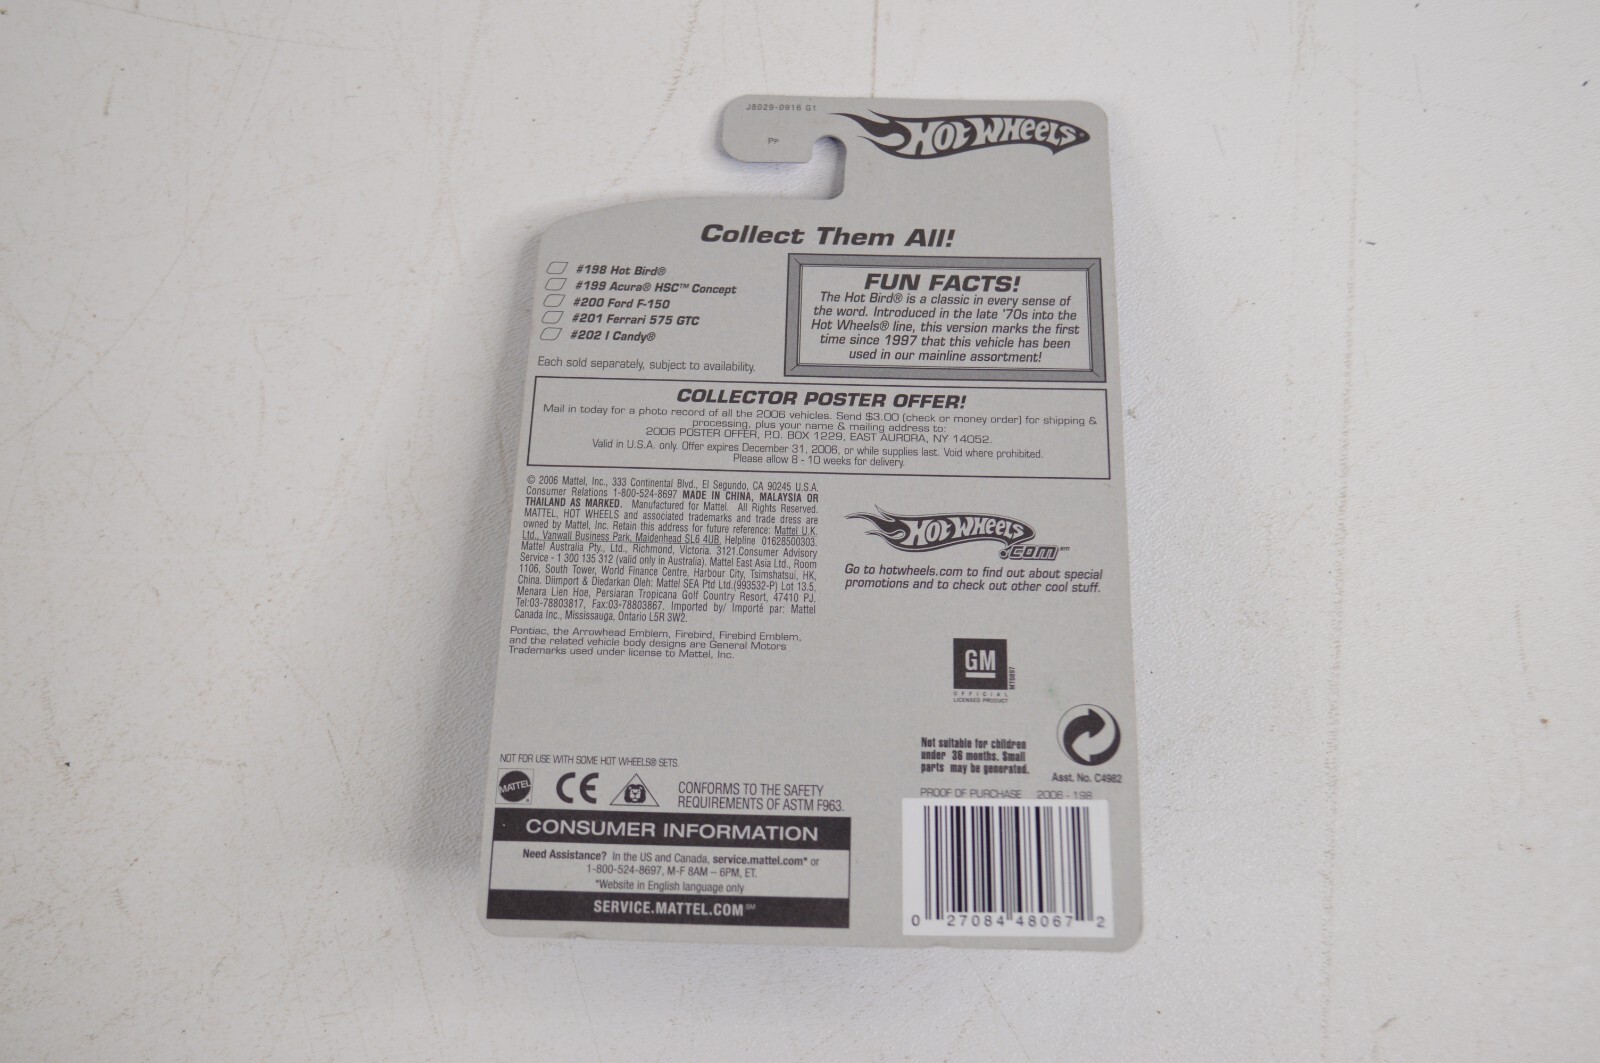 J8029-0916 G1
PP
HOT WHEELS
Collect Them All!
#198 Hot Bird®
#199 Acura® HSC™ Concept
#200 Ford F-150
#201 Ferrari 575 GTC
#202 I Candy®
Each sold separately, subject to availability.
FUN FACTS!
The Hot Bird® is a classic in every sense of
the word. Introduced in the late '70s into the
Hot Wheels® line, this version marks the first
time since 1997 that this vehicle has been
used in our mainline assortment!
COLLECTOR POSTER OFFER!
Mail in today for a photo record of all the 2006 vehicles. Send $3.00 (check or money order) for shipping &
processing, plus your name & mailing address to:
2006 POSTER OFFER, P.O. BOX 1229, EAST AURORA, NY 14052.
Valid in U.S.A. only. Offer expires December 31, 2006, or while supplies last. Void where prohibited.
Please allow 8 - 10 weeks for delivery.
© 2006 Mattel, Inc., 333 Continental Blvd., El Segundo, CA 90245 U.S.A.
Consumer Relations 1-800-524-8697 MADE IN CHINA, MALAYSIA OR
THAILAND AS MARKED. Manufactured for Mattel. All Rights Reserved.
MATTEL, HOT WHEELS and associated trademarks and trade dress are
owned by Mattel, Inc. Retain this address for future reference: Mattel U.K.
Ltd., Vanwall Business Park, Maidenhead SL6 4UB. Helpline 01628500303.
Mattel Australia Pty., Ltd., Richmond, Victoria. 3121.Consumer Advisory
Service - 1 300 135 312 (valid only in Australia). Mattel East Asia Ltd., Room
1106, South Tower, World Finance Centre, Harbour City, Tsimshatsui, HK,
China. Diimport & Diedarkan Oleh: Mattel SEA Ptd Ltd.(993532-P) Lot 13.5,
Menara Lien Hoe, Persiaran Tropicana Golf Country Resort, 47410 PJ.
Tel:03-78803817, Fax:03-78803867. Imported by/ Importé par: Mattel
Canada Inc., Mississauga, Ontario L5R 3W2.
Pontiac, the Arrowhead Emblem, Firebird, Firebird Emblem,
and the related vehicle body designs are General Motors
Trademarks used under license to Mattel, Inc.
HOT WHEELS
.COM
Go to hotwheels.com to find out about special
promotions and to check out other cool stuff.
GM
OFFICIAL
LICENSED PRODUCT
Not suitable for children
under 36 months. Small
parts may be generated.
Asst. No. C4982
PROOF OF PURCHASE 2006 - 198
0 27084 48067 2
NOT FOR USE WITH SOME HOT WHEELS® SETS.
MATTEL
CE
CONFORMS TO THE SAFETY
REQUIREMENTS OF ASTM F963.
CONSUMER INFORMATION
Need Assistance? In the US and Canada, service.mattel.com* or
1-800-524-8697, M-F 8AM – 6PM, ET.
*Website in English language only
SERVICE.MATTEL.COM℠